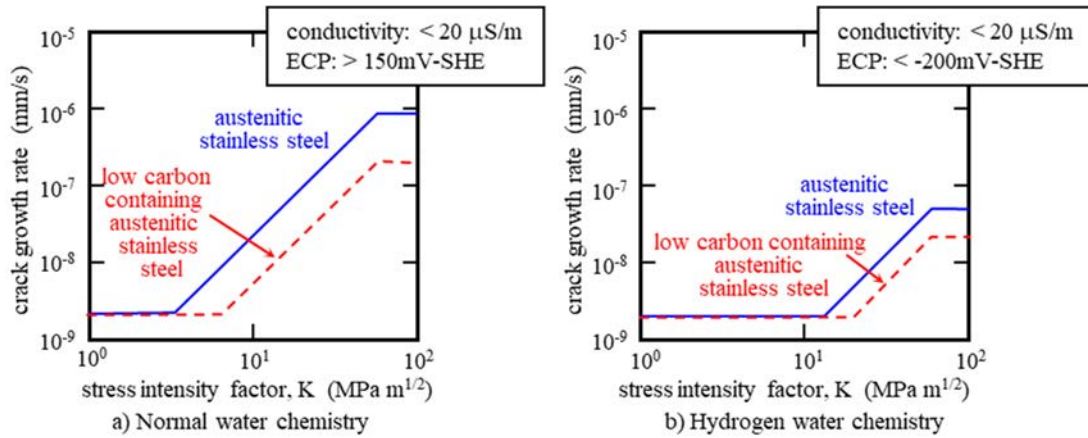 conductivity: < 20 μS/m
ECP: > 150mV-SHE
10⁻⁵
10⁻⁶
10⁻⁷
10⁻⁸
10⁻⁹
crack growth rate (mm/s)
austenitic
stainless steel
low carbon
containing
austenitic
stainless
steel
10⁰
10¹
10²
stress intensity factor, K (MPa m¹ᐟ²)
a) Normal water chemistry
conductivity: < 20 μS/m
ECP: < -200mV-SHE
10⁻⁵
10⁻⁶
10⁻⁷
10⁻⁸
10⁻⁹
crack growth rate (mm/s)
austenitic
stainless steel
low carbon containing
austenitic
stainless steel
10⁰
10¹
10²
stress intensity factor, K (MPa m¹ᐟ²)
b) Hydrogen water chemistry